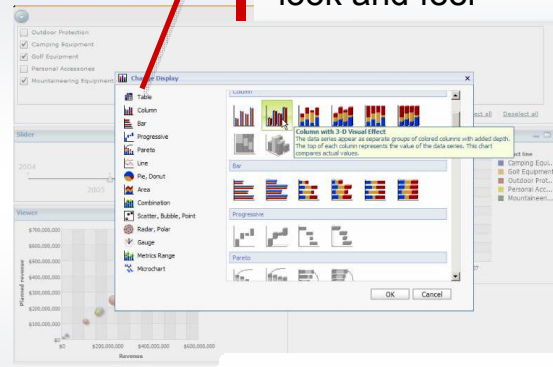 look and feel
Outdoor Protection
Camping Equipment
Golf Equipment
Personal Accessories
Mountaineering Equipment
Change Display
Table
Column
Bar
Progressive
Pareto
Line
Pie, Donut
Area
Combination
Scatter, Bubble, Point
Radar, Polar
Gauge
Metrics Range
Microchart
Column
Column with 3-D Visual Effect
The data series appear as separate groups of colored columns with added depth.
The top of each column represents the value of the data series. This chart
compares actual values.
Bar
Progressive
Pareto
OK
Cancel
Deselect all
Slider
2004
2003
Camping Equi...
Golf Equipment
Outdoor Prot...
Personal Acc...
Mountaineeri...
Viewer
$700,000,000
$600,000,000
$500,000,000
$400,000,000
$300,000,000
$200,000,000
$100,000,000
$0
Planned revenue
$0
$200,000,000
$400,000,000
$600,000,000
Revenue